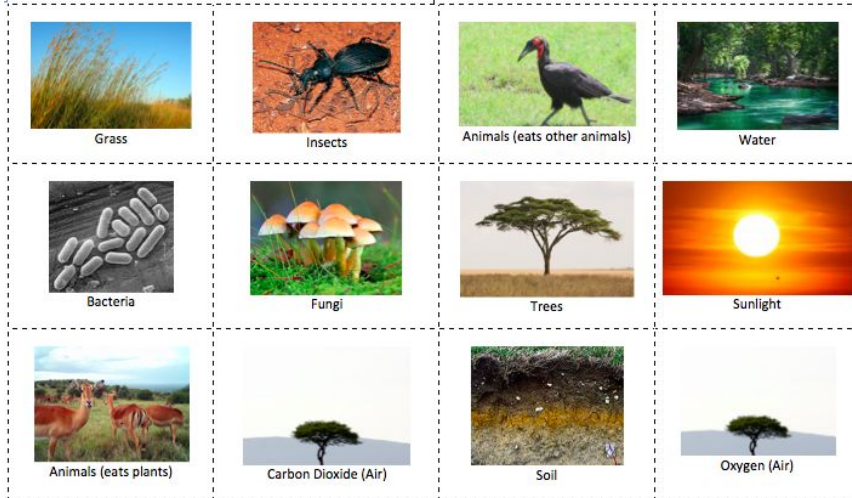 Grass
Insects
Animals (eats other animals)
Water
Bacteria
Fungi
Trees
Sunlight
Animals (eats plants)
Carbon Dioxide (Air)
Soil
Oxygen (Air)